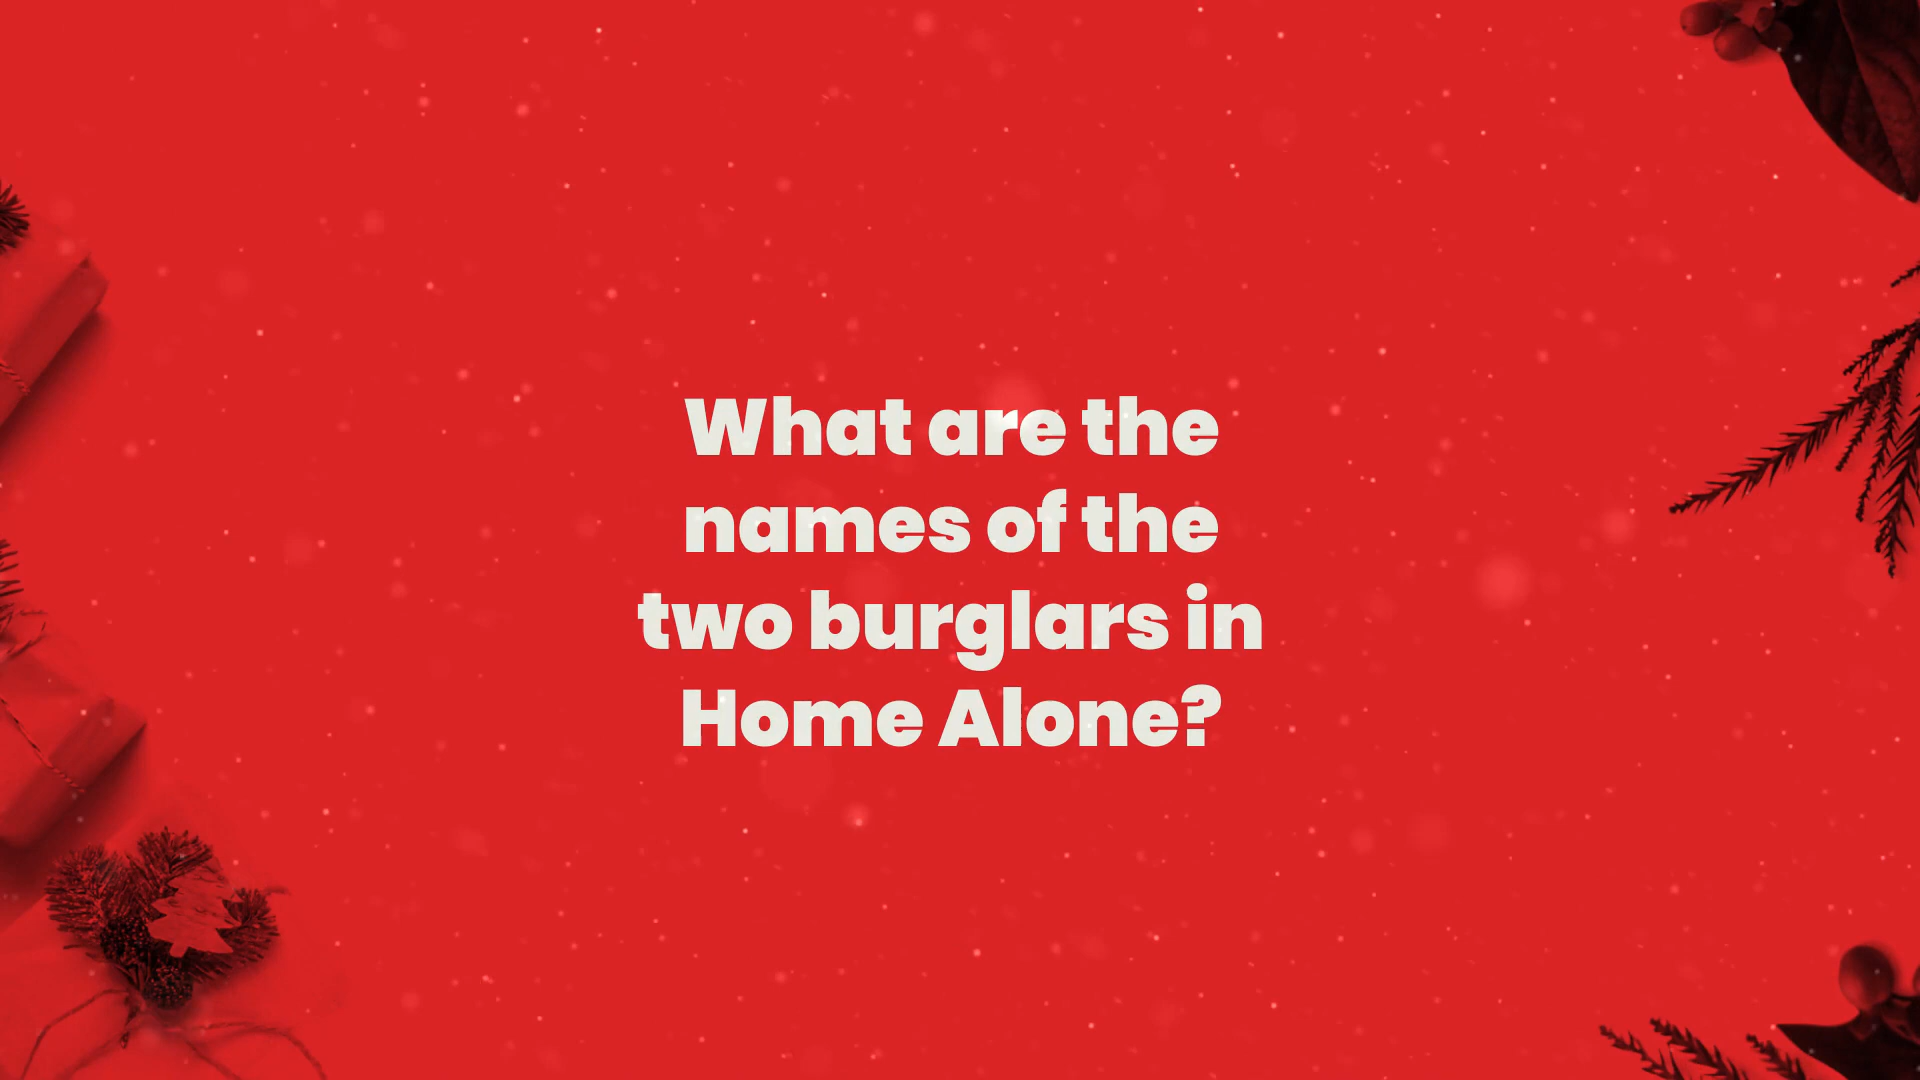 What are the
names of the
two burglars in
Home Alone?